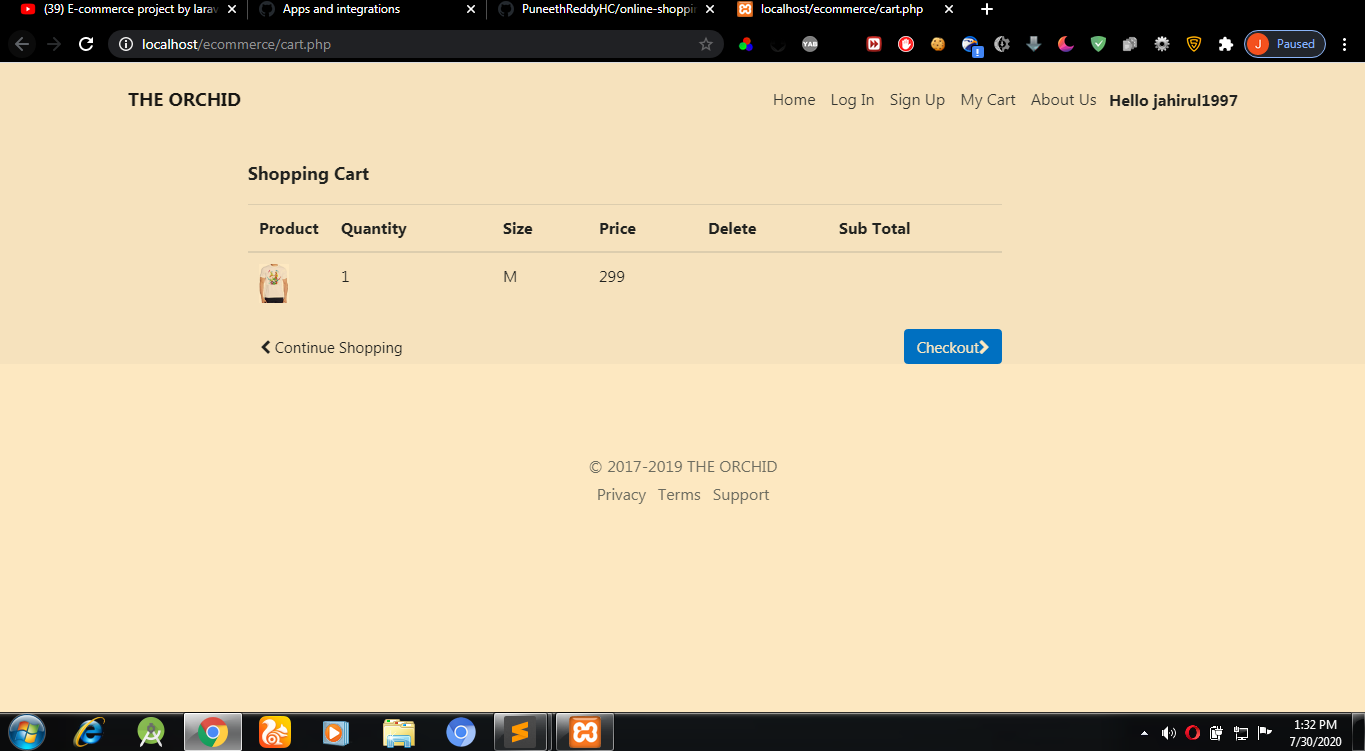 (39) E-commerce project by larav
Apps and integrations
PuneethReddyHC/online-shoppin
localhost/ecommerce/cart.php
localhost/ecommerce/cart.php
YAB
J Paused
THE ORCHID
Home Log In Sign Up My Cart About Us Hello jahirul1997
Shopping Cart
Product Quantity Size Price Delete Sub Total
1 M 299
Continue Shopping
Checkout
© 2017-2019 THE ORCHID
Privacy Terms Support
1:32 PM
7/30/2020